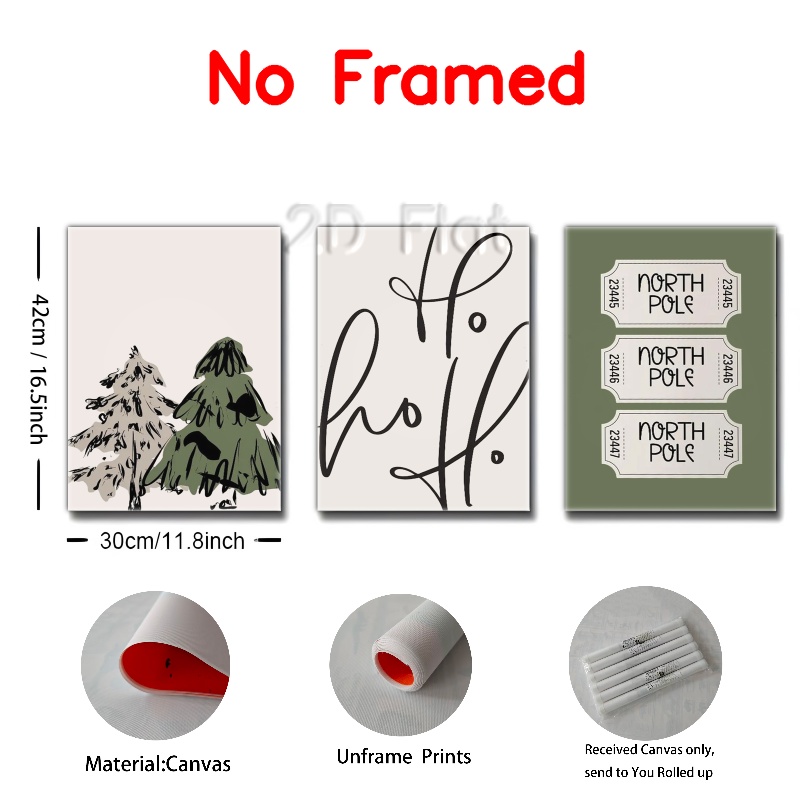 No Framed
2D Flat
Ho
ho Ho
NORTH
POLE
23445
23445
NORTH
POLE
23446
23446
NORTH
POLE
23447
23447
42cm / 16.5inch
30cm/11.8inch
Material:Canvas
Unframe Prints
Received Canvas only,
send to You Rolled up